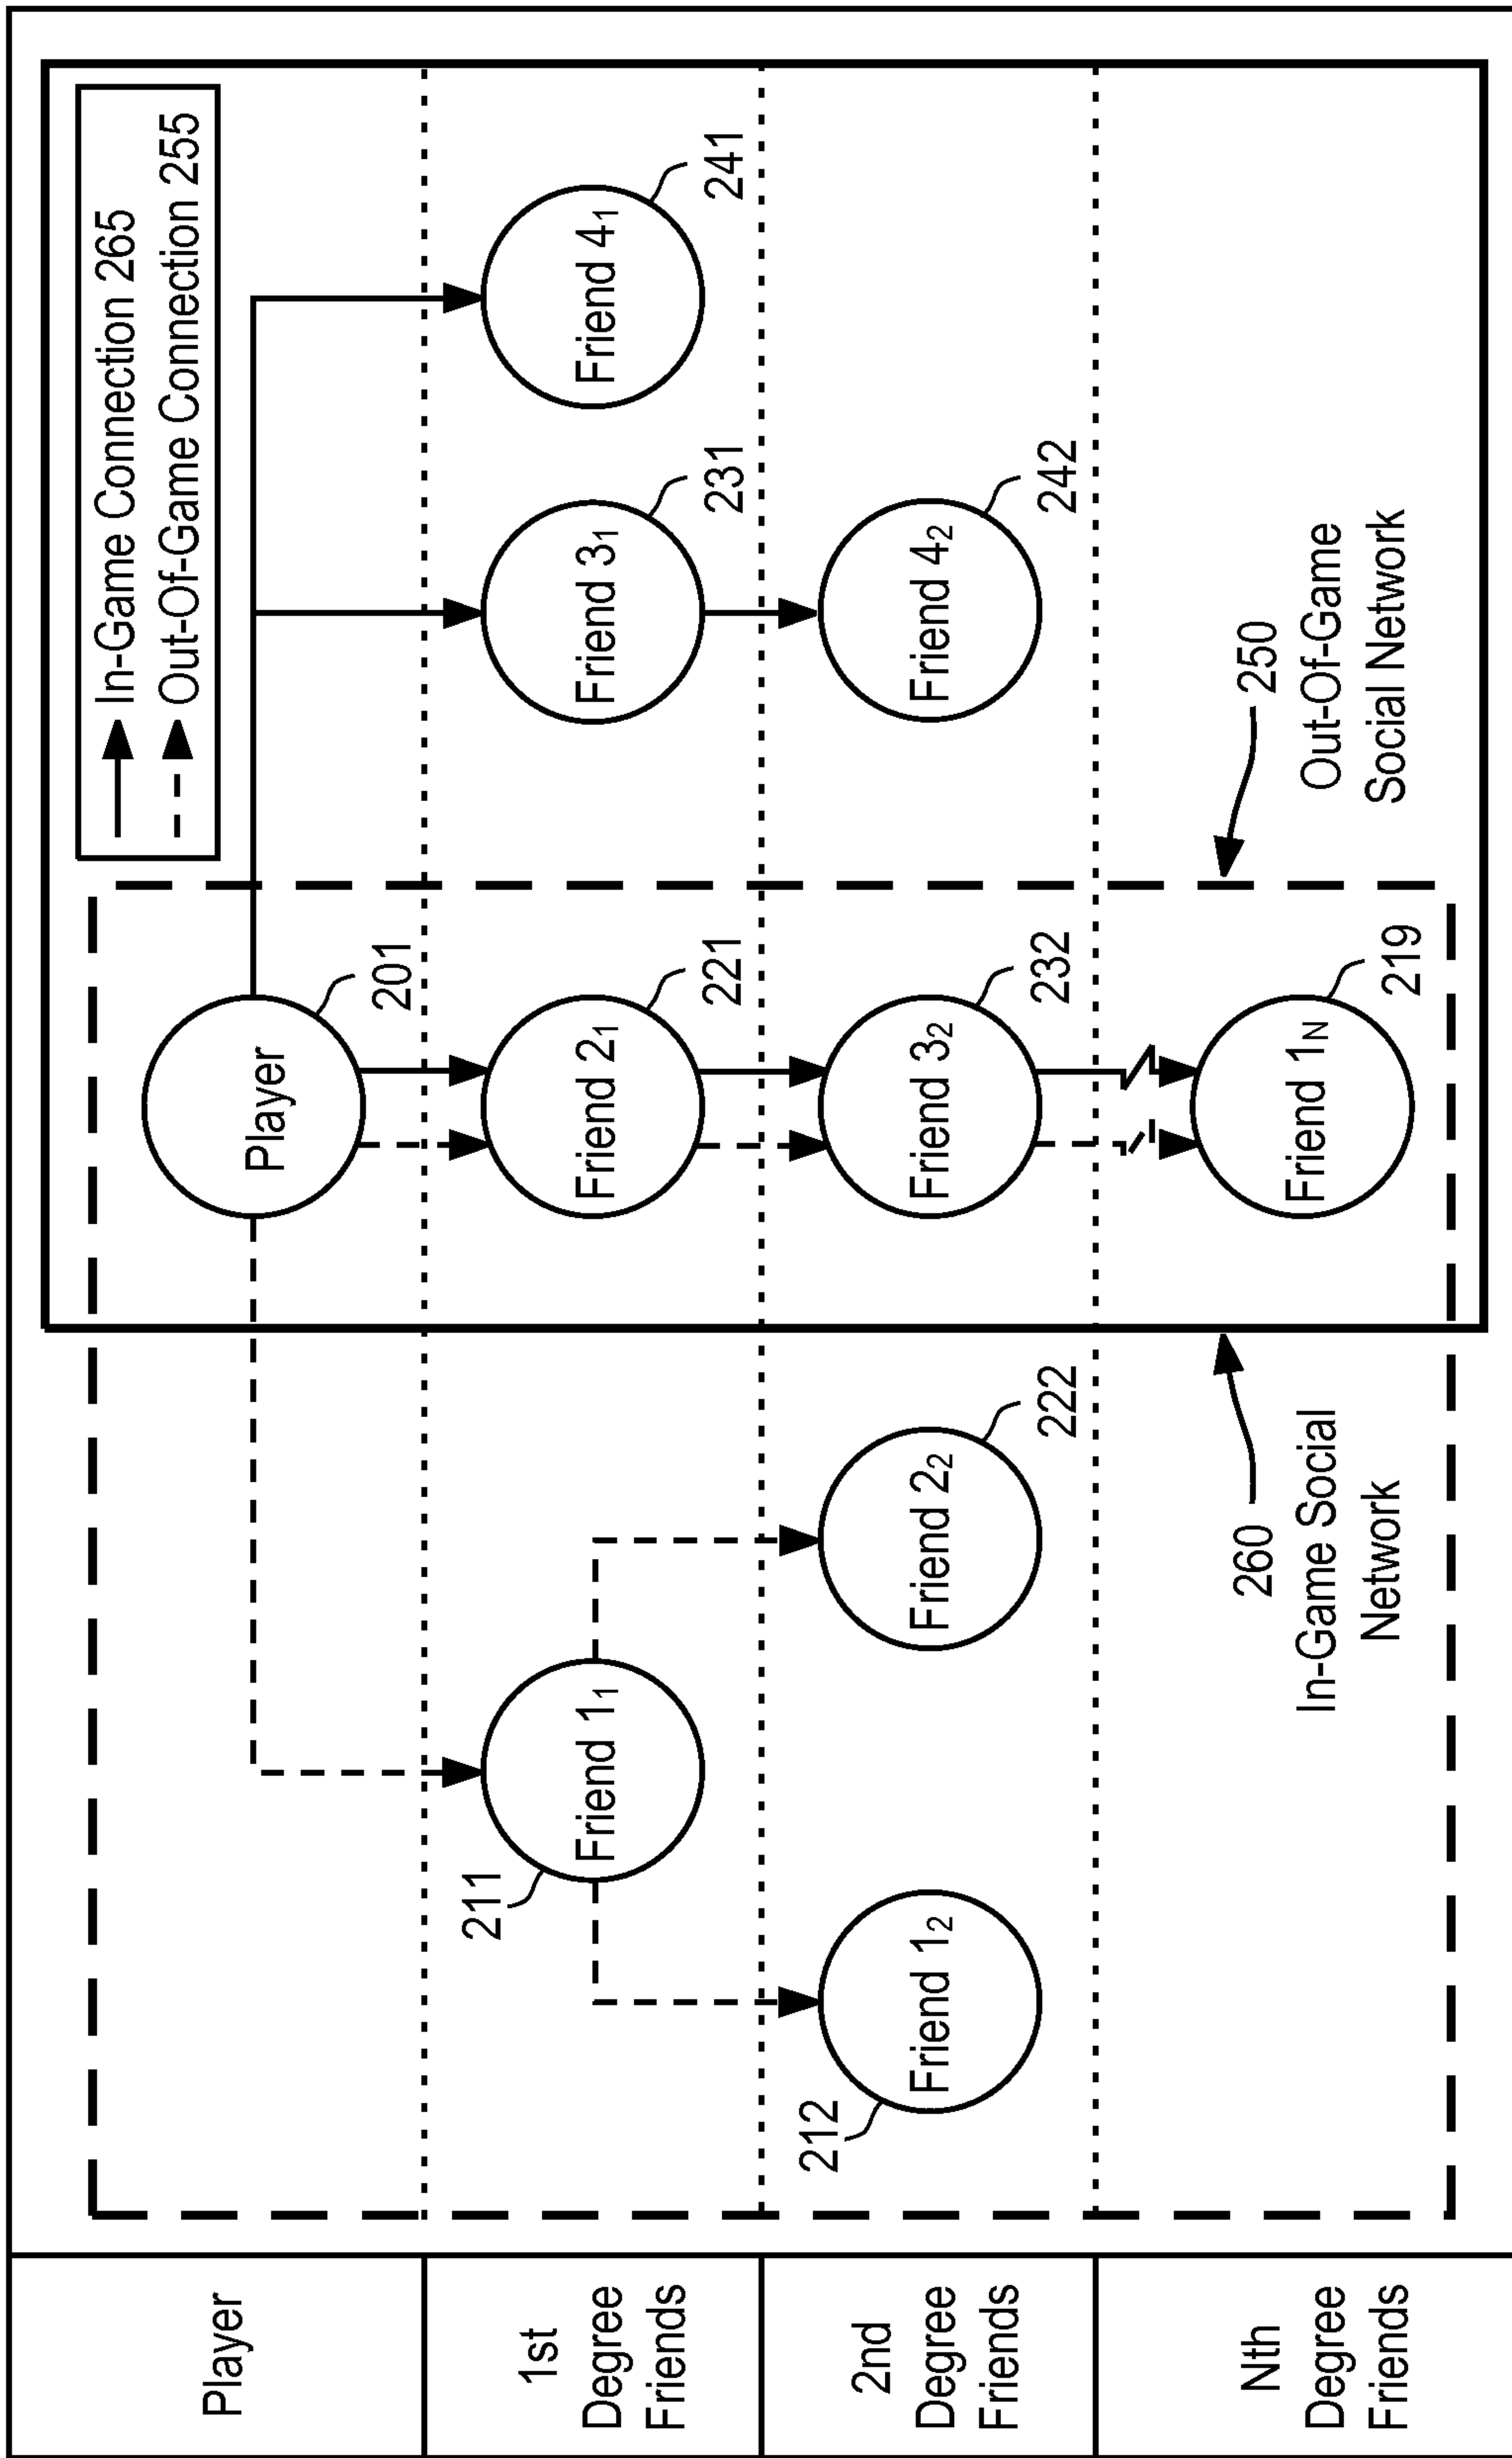 Player
1st
Degree
Friends
2nd
Degree
Friends
Nth
Degree
Friends
In-Game Connection 265
Out-Of-Game Connection 255
Player
201
211
Friend 1₁
Friend 2₁
221
Friend 3₁
231
Friend 4₁
241
212
Friend 1₂
Friend 2₂
222
Friend 3₂
232
Friend 4₂
242
Friend 1N
219
260
In-Game Social
Network
250
Out-Of-Game
Social Network